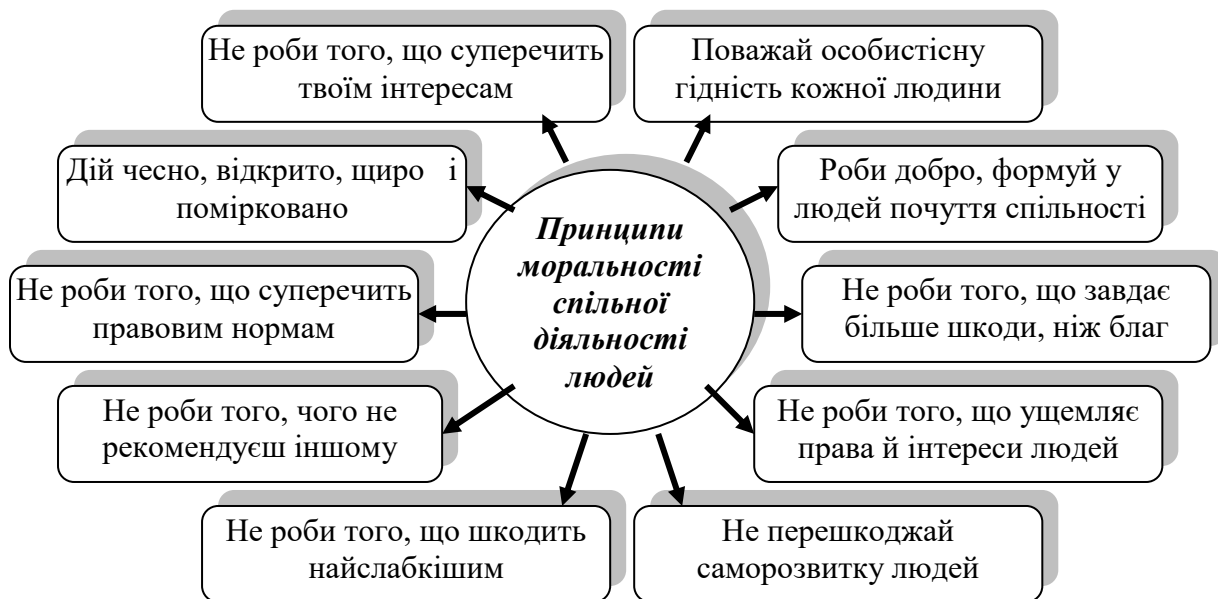 Не роби того, що суперечить
твоїм інтересам
Поважай особистісну
гідність кожної людини
Дій чесно, відкрито, щиро і
помірковано
Роби добро, формуй у
людей почуття спільності
Принципи
моральності
спільної
діяльності
людей
Не роби того, що суперечить
правовим нормам
Не роби того, що завдає
більше шкоди, ніж благ
Не роби того, чого не
рекомендуєш іншому
Не роби того, що ущемляє
права й інтереси людей
Не роби того, що шкодить
найслабкішим
Не перешкоджай
саморозвитку людей